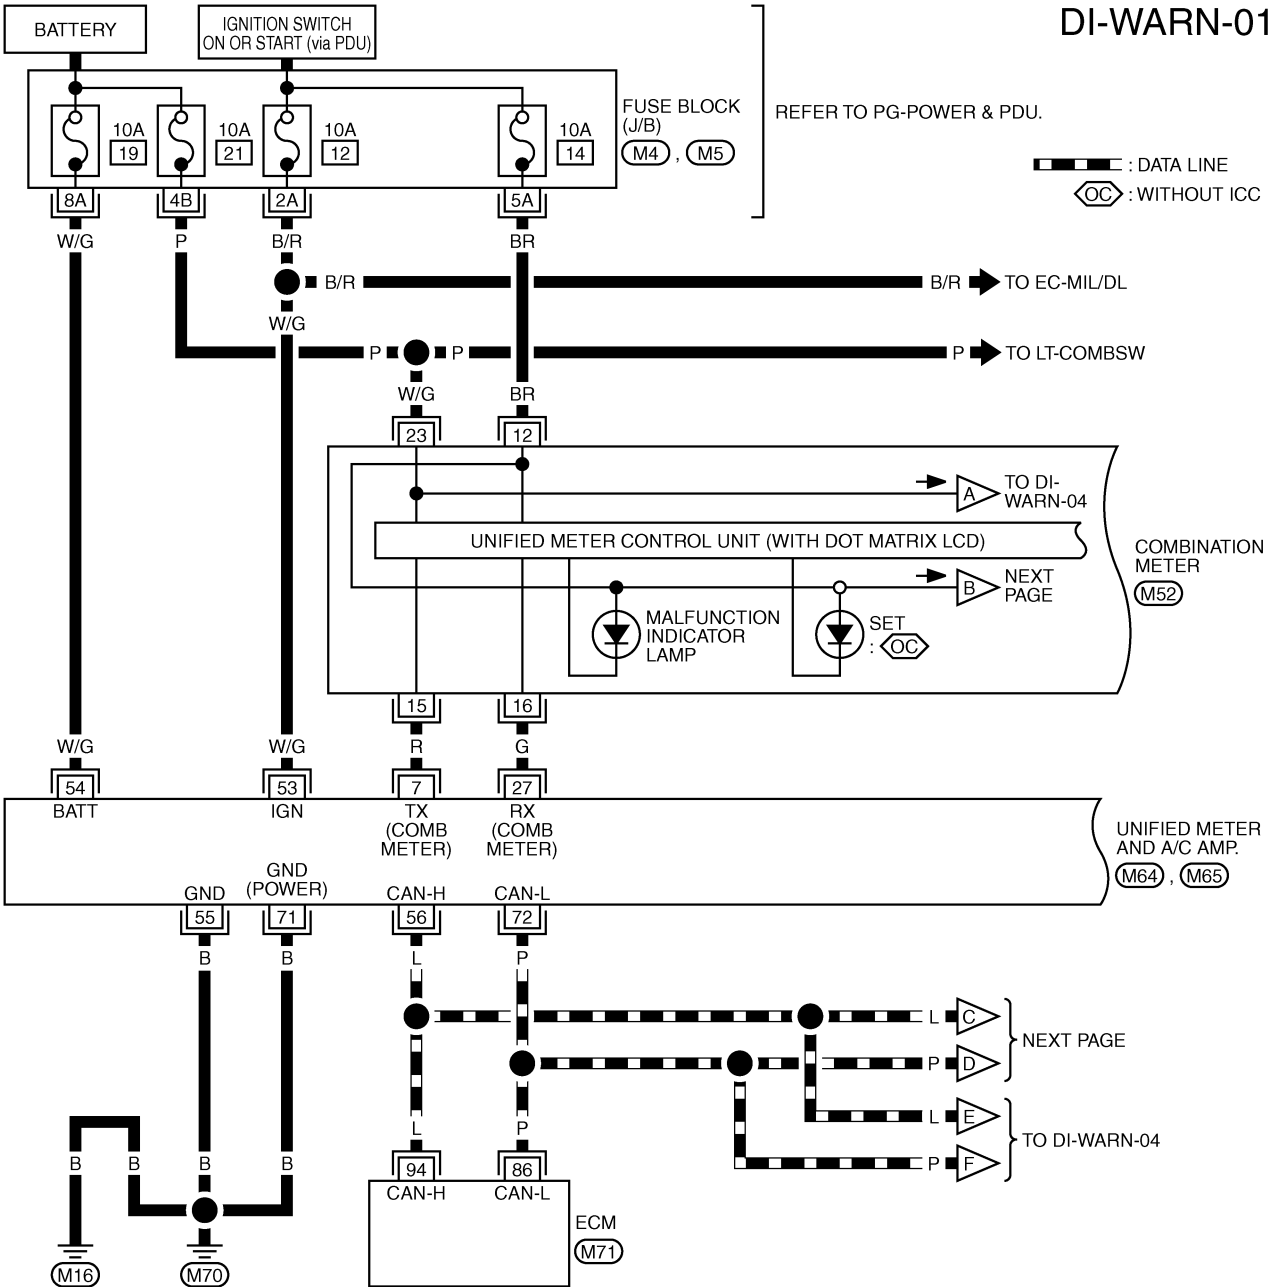 DI-WARN-01
BATTERY
IGNITION SWITCH
ON OR START (via PDU)
10A
19
10A
21
10A
12
10A
14
FUSE BLOCK
(J/B)
M4 , M5
REFER TO PG-POWER & PDU.
: DATA LINE
OC : WITHOUT ICC
8A
4B
2A
5A
W/G
P
B/R
BR
B/R
B/R
TO EC-MIL/DL
W/G
P
P
P
TO LT-COMBSW
W/G
BR
23
12
A
TO DI-
WARN-04
UNIFIED METER CONTROL UNIT (WITH DOT MATRIX LCD)
COMBINATION
METER
M52
B
NEXT
PAGE
MALFUNCTION
INDICATOR
LAMP
SET
: OC
15
16
R
G
W/G
W/G
54
53
7
27
BATT
IGN
TX
(COMB
METER)
RX
(COMB
METER)
UNIFIED METER
AND A/C AMP.
M64 , M65
GND
GND
(POWER)
CAN-H
CAN-L
55
71
56
72
B
B
L
P
L
C
P
D
NEXT PAGE
L
E
P
F
TO DI-WARN-04
L
P
B
B
B
B
94
86
CAN-H
CAN-L
ECM
M71
M16
M70